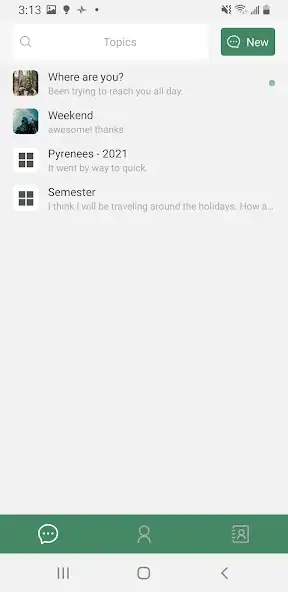 3:13
Topics
New
Where are you?
Been trying to reach you all day.
Weekend
awesome! thanks
Pyrenees - 2021
It went by way to quick.
Semester
I think I will be traveling around the holidays. How a...